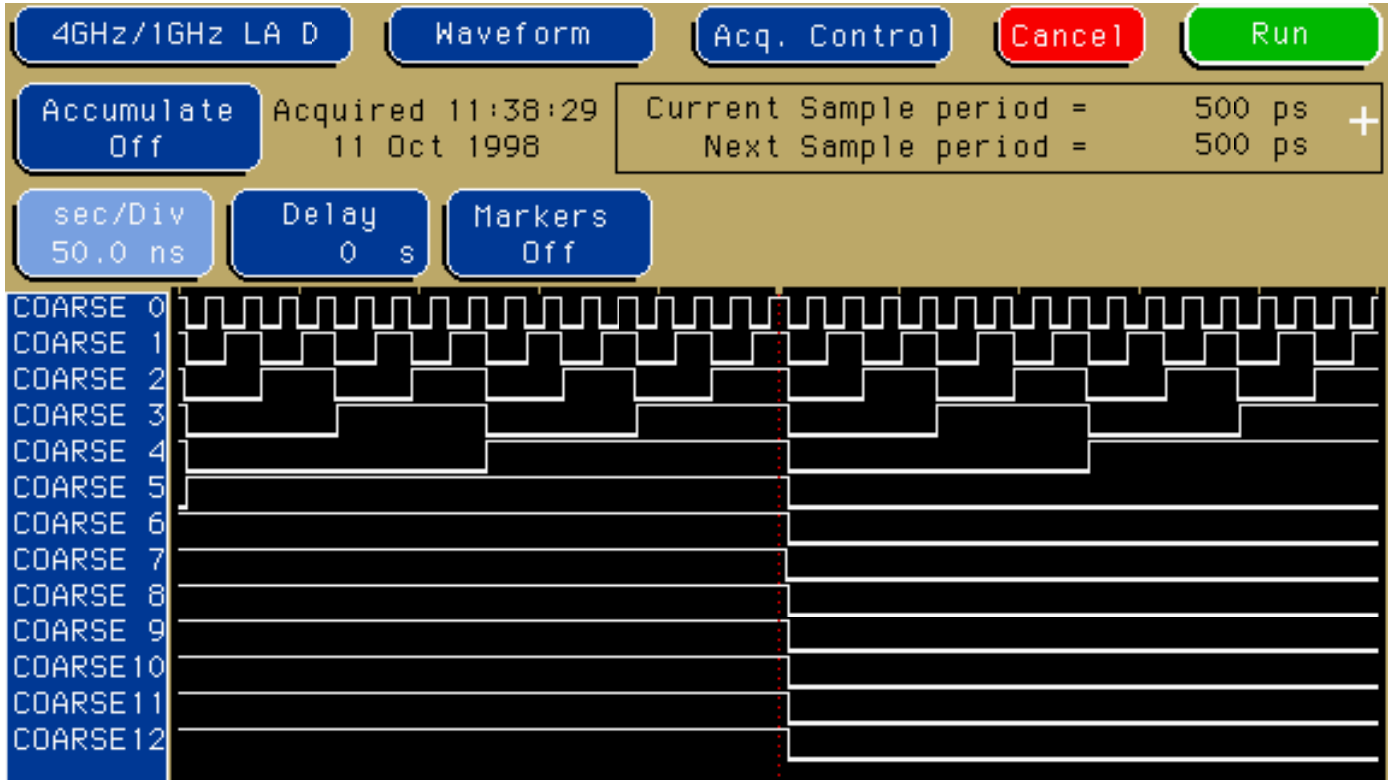 4GHz/1GHz LA D Waveform Acq. Control Cancel Run
Accumulate Off
Acquired 11:38:29
11 Oct 1998
Current Sample period = 500 ps
Next Sample period = 500 ps
sec/Div 50.0 ns
Delay 0 s
Markers Off
COARSE 0
COARSE 1
COARSE 2
COARSE 3
COARSE 4
COARSE 5
COARSE 6
COARSE 7
COARSE 8
COARSE 9
COARSE10
COARSE11
COARSE12